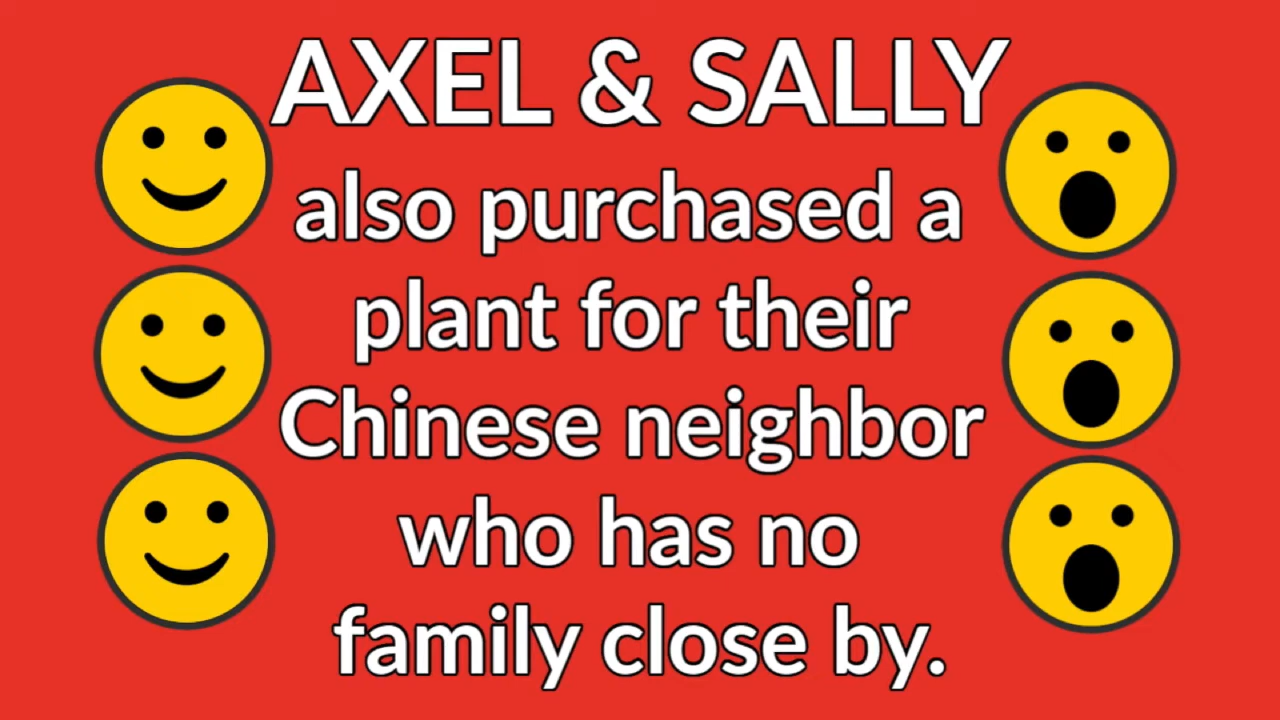 AXEL & SALLY
also purchased a
plant for their
Chinese neighbor
who has no
family close by.